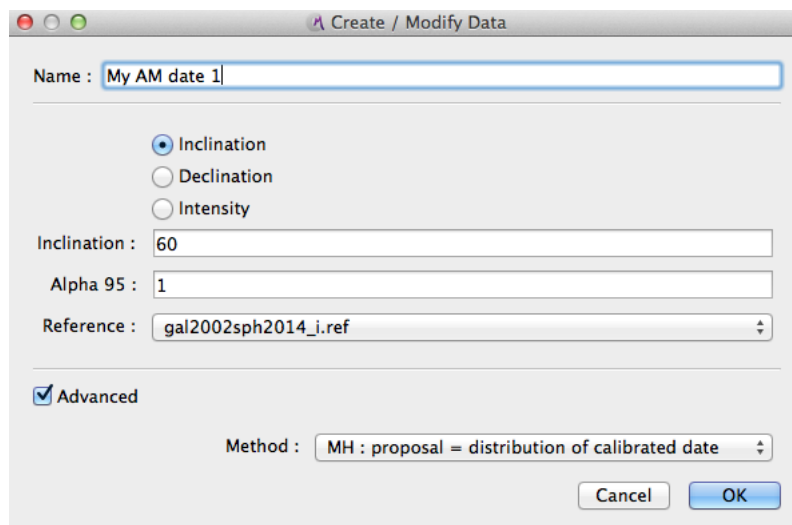 Create / Modify Data
Name : My AM date 1
Inclination
Declination
Intensity
Inclination : 60
Alpha 95 : 1
Reference : gal2002sph2014_i.ref
Advanced
Method : MH : proposal = distribution of calibrated date
Cancel OK